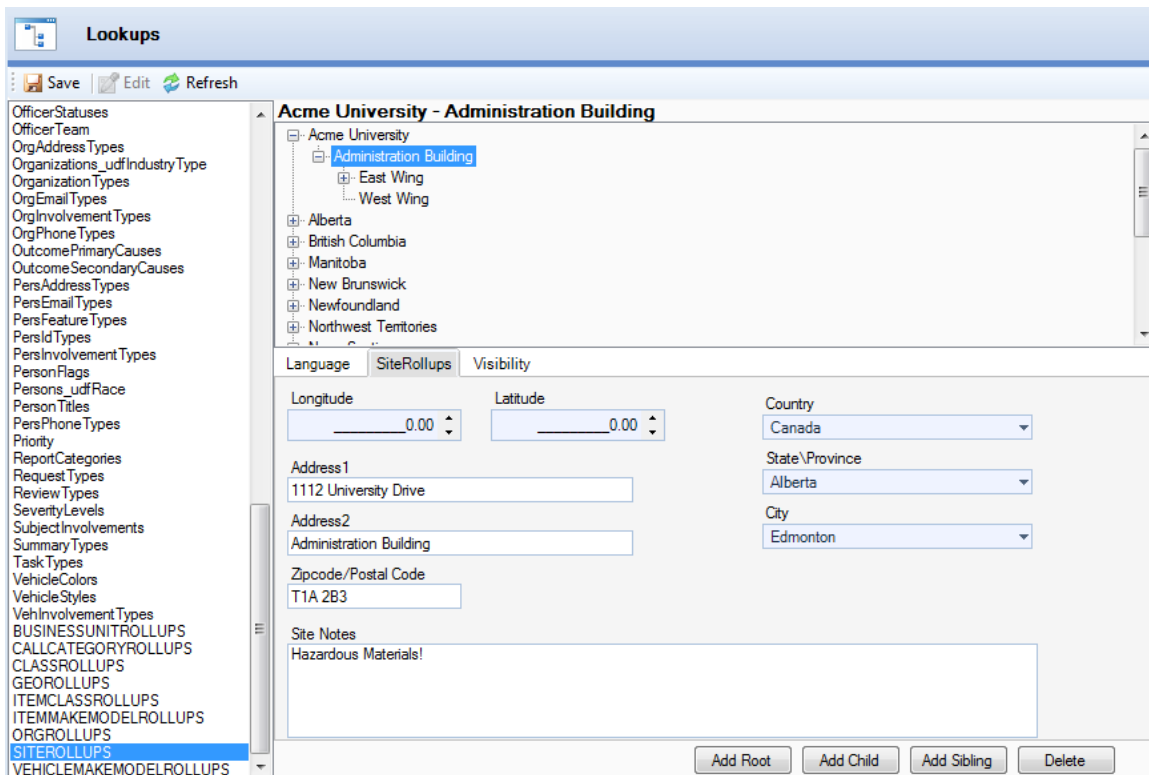 Lookups
Save Edit Refresh
OfficerStatuses
OfficerTeam
OrgAddressTypes
Organizations_udfIndustryType
OrganizationTypes
OrgEmailTypes
OrgInvolvementTypes
OrgPhoneTypes
OutcomePrimaryCauses
OutcomeSecondaryCauses
PersAddressTypes
PersEmailTypes
PersFeatureTypes
PersIdTypes
PersInvolvementTypes
PersonFlags
Persons_udfRace
PersonTitles
PersPhoneTypes
Priority
ReportCategories
RequestTypes
ReviewTypes
SeverityLevels
SubjectInvolvements
SummaryTypes
TaskTypes
VehicleColors
VehicleStyles
VehInvolvementTypes
BUSINESSUNITROLLUPS
CALLCATEGORYROLLUPS
CLASSROLLUPS
GEOROLLUPS
ITEMCLASSROLLUPS
ITEMMAKEMODELROLLUPS
ORGROLLUPS
SITEROLLUPS
VEHICLEMAKEMODELROLLUPS
Acme University - Administration Building
Acme University
Administration Building
East Wing
West Wing
Alberta
British Columbia
Manitoba
New Brunswick
Newfoundland
Northwest Territories
Language SiteRollups Visibility
Longitude Latitude Country
0.00 0.00 Canada
State\Province
Address1 Alberta
1112 University Drive
City
Address2 Edmonton
Administration Building
Zipcode/Postal Code
T1A 2B3
Site Notes
Hazardous Materials!
Add Root Add Child Add Sibling Delete